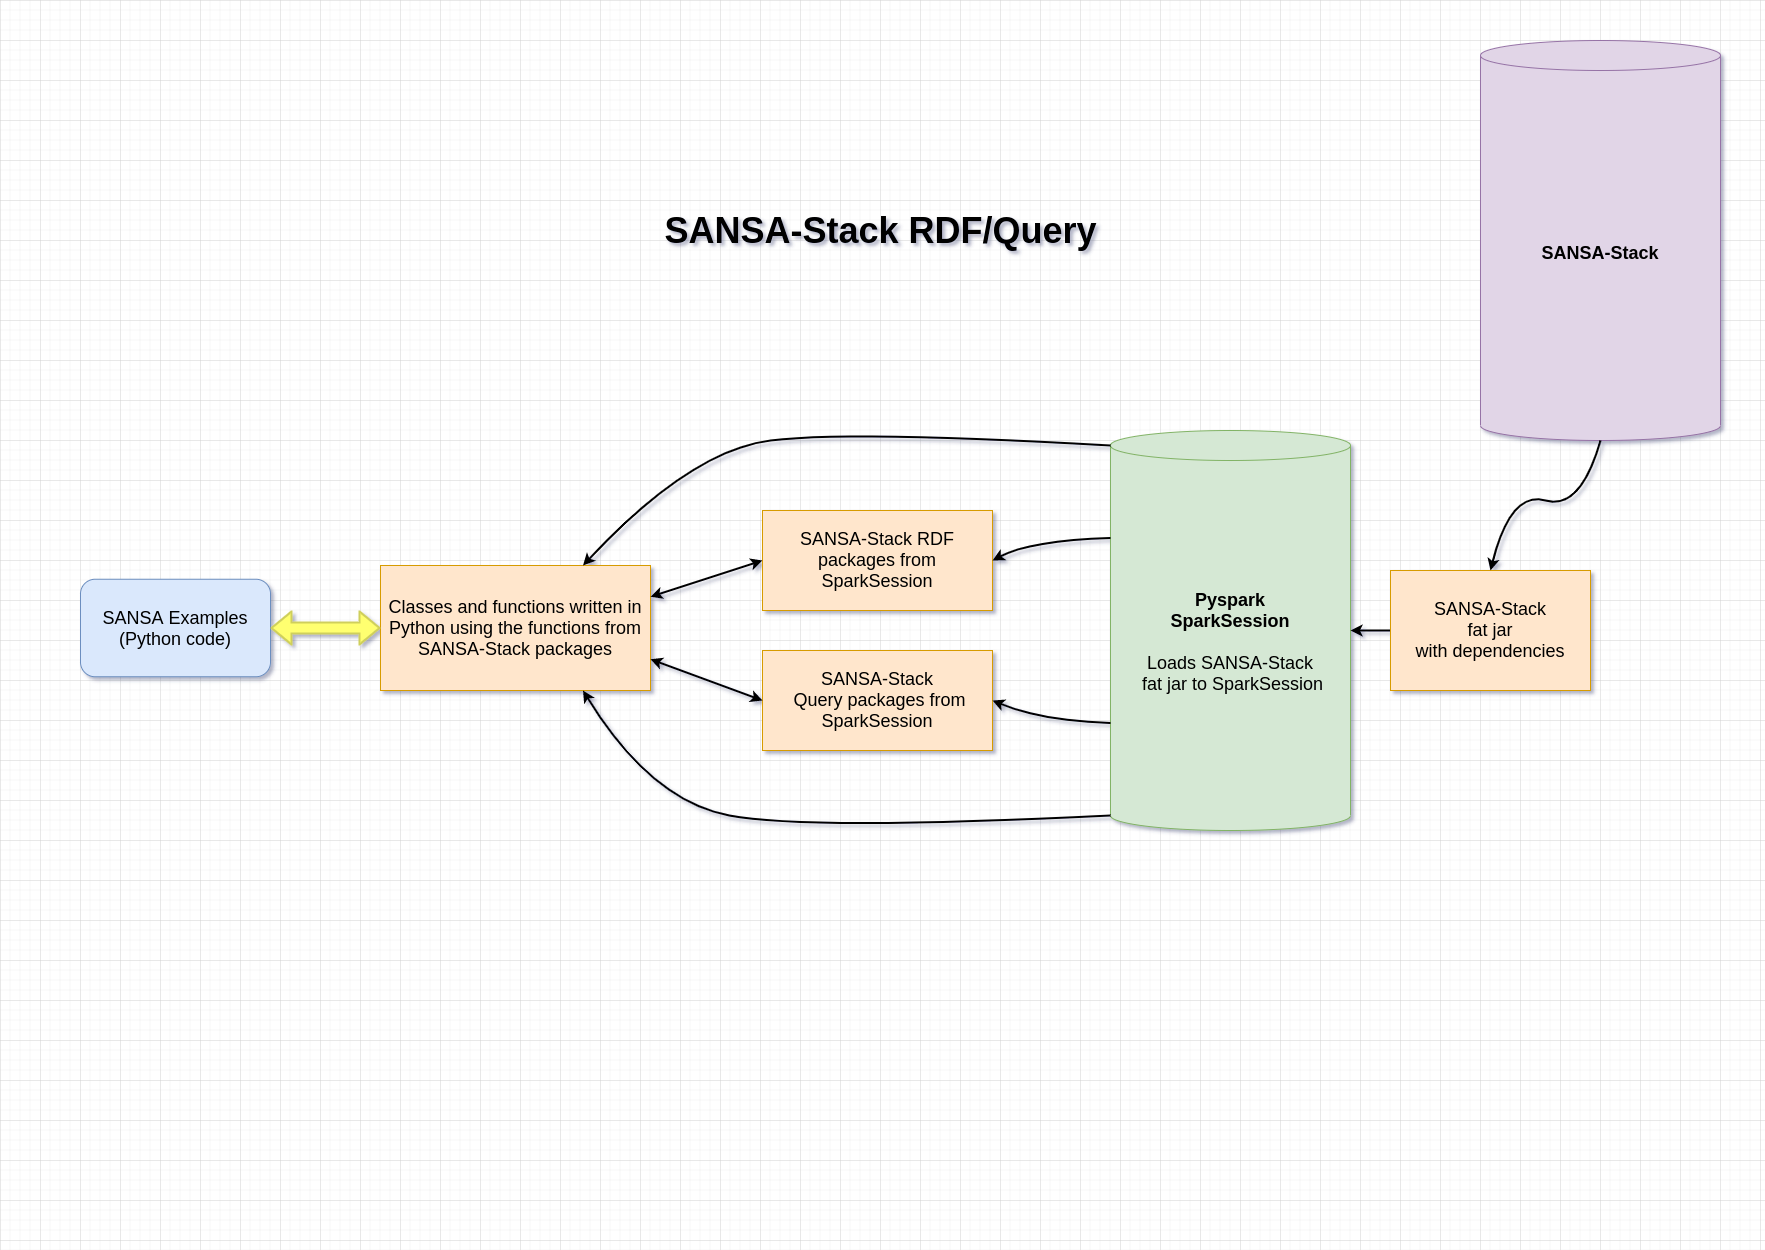 SANSA-Stack
SANSA-Stack RDF/Query
SANSA Examples
(Python code)
Classes and functions written in
Python using the functions from
SANSA-Stack packages
SANSA-Stack RDF
packages from
SparkSession
SANSA-Stack
Query packages from
SparkSession
Pyspark
SparkSession
Loads SANSA-Stack
fat jar to SparkSession
SANSA-Stack
fat jar
with dependencies